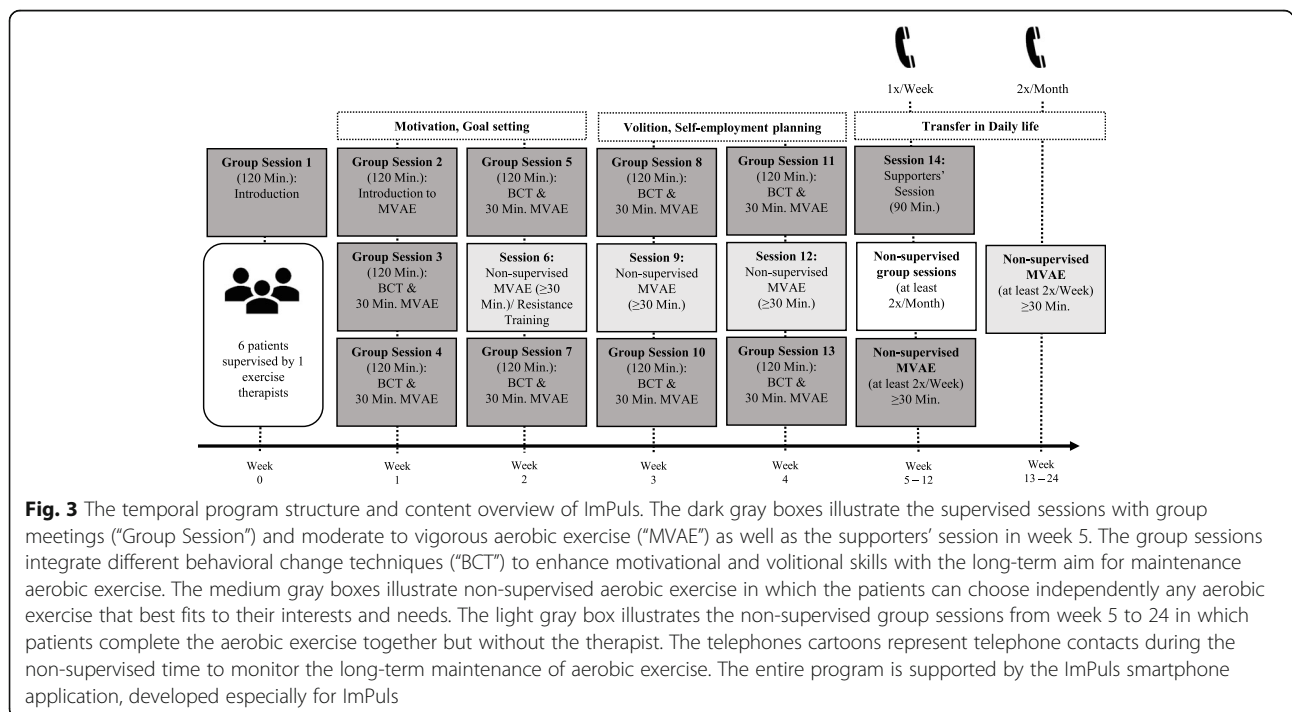 1x/Week
2x/Month
Motivation, Goal setting
Volition, Self-employment planning
Transfer in Daily life
Group Session 1
(120 Min.):
Introduction
Group Session 2
(120 Min.):
Introduction to
MVAE
Group Session 5
(120 Min.):
BCT &
30 Min. MVAE
Group Session 8
(120 Min.):
BCT &
30 Min. MVAE
Group Session 11
(120 Min.):
BCT &
30 Min. MVAE
Session 14:
Supporters'
Session
(90 Min.)
6 patients
supervised by 1
exercise
therapists
Group Session 3
(120 Min.):
BCT &
30 Min. MVAE
Session 6:
Non-supervised
MVAE (≥30
Min.)/ Resistance
Training
Session 9:
Non-supervised
MVAE
(≥30 Min.)
Session 12:
Non-supervised
MVAE
(≥30 Min.)
Non-supervised
group sessions
(at least
2x/Month)
Non-supervised
MVAE
(at least 2x/Week)
≥30 Min.
Group Session 4
(120 Min.):
BCT &
30 Min. MVAE
Group Session 7
(120 Min.):
BCT &
30 Min. MVAE
Group Session 10
(120 Min.):
BCT &
30 Min. MVAE
Group Session 13
(120 Min.):
BCT &
30 Min. MVAE
Non-supervised
MVAE
(at least 2x/Week)
≥30 Min.
Week
0
Week
1
Week
2
Week
3
Week
4
Week
5 – 12
Week
13 – 24
Fig. 3 The temporal program structure and content overview of ImPuls. The dark gray boxes illustrate the supervised sessions with group
meetings (“Group Session”) and moderate to vigorous aerobic exercise (“MVAE”) as well as the supporters’ session in week 5. The group sessions
integrate different behavioral change techniques (“BCT”) to enhance motivational and volitional skills with the long-term aim for maintenance
aerobic exercise. The medium gray boxes illustrate non-supervised aerobic exercise in which the patients can choose independently any aerobic
exercise that best fits to their interests and needs. The light gray box illustrates the non-supervised group sessions from week 5 to 24 in which
patients complete the aerobic exercise together but without the therapist. The telephones cartoons represent telephone contacts during the
non-supervised time to monitor the long-term maintenance of aerobic exercise. The entire program is supported by the ImPuls smartphone
application, developed especially for ImPuls